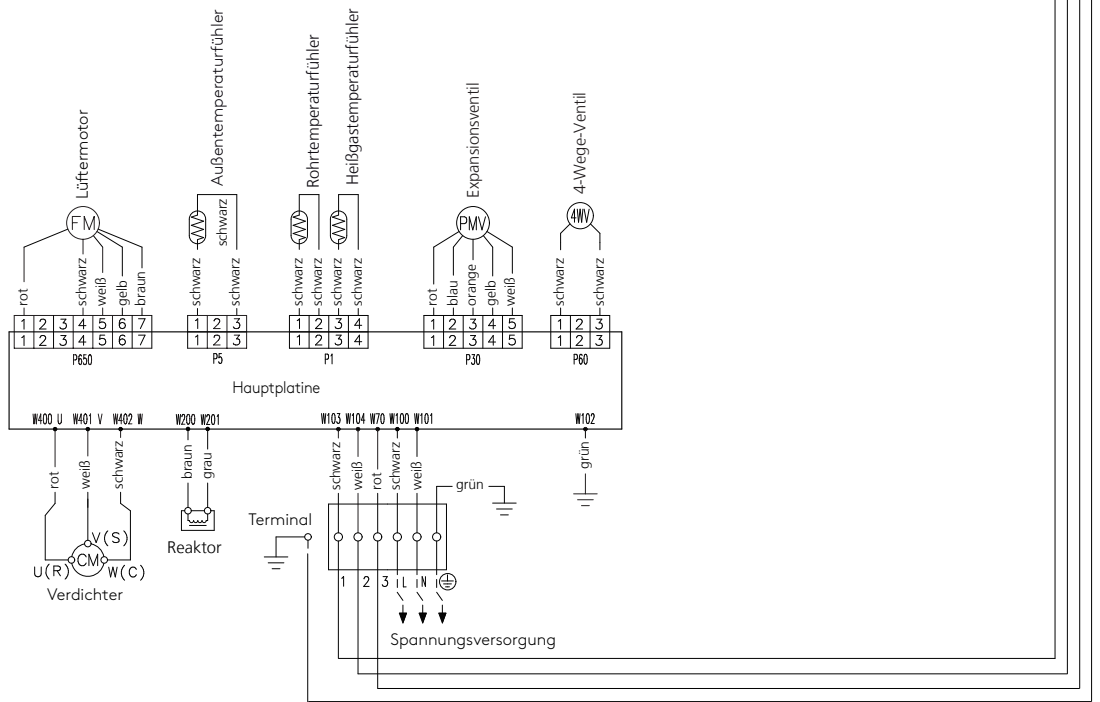 Lüftermotor
Außentemperaturfühler
Rohrtemperaturfühler
Heißgastemperaturfühler
Expansionsventil
4-Wege-Ventil
FM
PMV
4WV
rot
schwarz
weiß
gelb
braun
schwarz
schwarz
schwarz
schwarz
schwarz
schwarz
schwarz
rot
blau
orange
gelb
weiß
schwarz
schwarz
1 2 3 4 5 6 7
1 2 3 4 5 6 7
1 2 3
1 2 3
1 2 3 4
1 2 3 4
1 2 3 4 5
1 2 3 4 5
1 2 3
1 2 3
P650
P5
P1
P30
P60
Hauptplatine
W400 U W401 V W402 W
W200 W201
W103 W104 W70 W100 W101
W102
rot
weiß
schwarz
braun
grau
schwarz
weiß
rot
schwarz
weiß
grün
grün
Terminal
V(S)
CM
U(R)
W(C)
Verdichter
Reaktor
1 2 3 L N
Spannungsversorgung